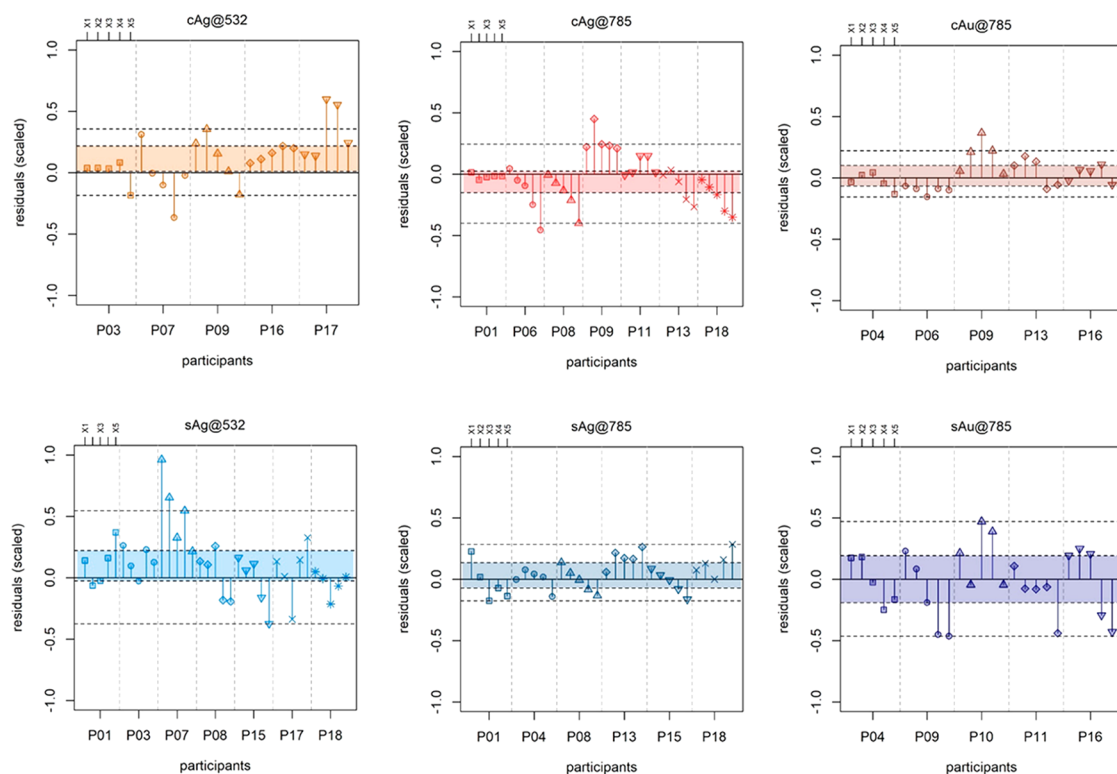 cAg@532
X1 X2 X3 X4 X5
residuals (scaled)
1.0
0.5
0.0
-0.5
-1.0
P03 P07 P09 P16 P17
participants
cAg@785
X1 X3 X5
residuals (scaled)
1.0
0.5
0.0
-0.5
-1.0
P01 P06 P08 P09 P11 P13 P18
participants
cAu@785
X1 X2 X3 X4 X5
residuals (scaled)
1.0
0.5
0.0
-0.5
-1.0
P04 P06 P09 P13 P16
participants
sAg@532
X1 X3 X5
residuals (scaled)
1.0
0.5
0.0
-0.5
-1.0
P01 P03 P07 P08 P15 P17 P18
participants
sAg@785
X1 X2 X3 X4 X5
residuals (scaled)
1.0
0.5
0.0
-0.5
-1.0
P01 P04 P08 P13 P15 P18
participants
sAu@785
X1 X2 X3 X4 X5
residuals (scaled)
1.0
0.5
0.0
-0.5
-1.0
P04 P09 P10 P11 P16
participants